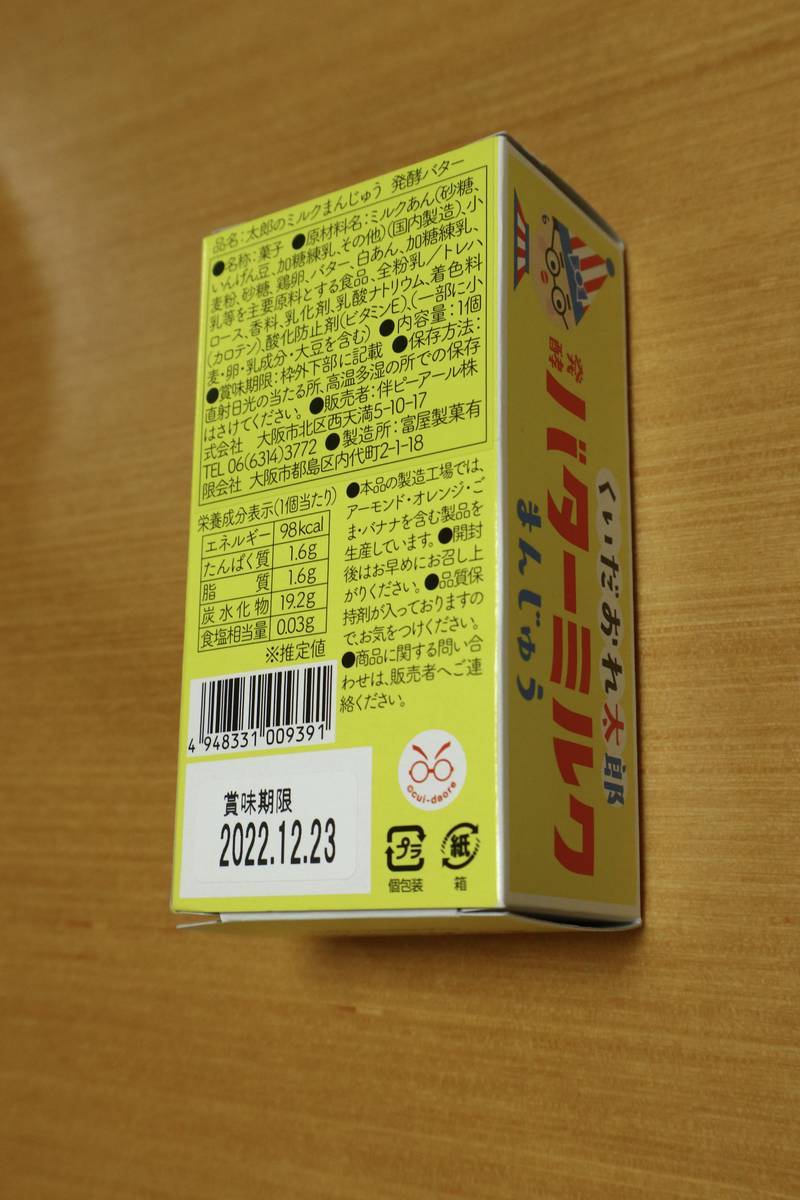 品名:太郎のミルクまんじゅう 発酵バター
●名称:菓子 ●原材料名:ミルクあん(砂糖、
いんげん豆、加糖練乳、その他)(国内製造)、小
麦粉、砂糖、鶏卵、バター、白あん、加糖練乳、
乳等を主要原料とする食品、全粉乳/トレハ
ロース、香料、乳化剤、乳酸ナトリウム、着色料
(カロテン)、酸化防止剤(ビタミンE)、(一部に小
麦・卵・乳成分・大豆を含む) ●内容量:1個
●賞味期限:枠外下部に記載 ●保存方法:
直射日光の当たる所、高温多湿の所での保存
はさけてください。 ●販売者:伴ピーアール株
式会社 大阪市北区西天満5-10-17
TEL 06(6314)3772 ●製造所:富屋製菓有
限会社 大阪市都島区内代町2-1-18
栄養成分表示(1個当たり)
エネルギー 98kcal
たんぱく質 1.6g
脂質 1.6g
炭水化物 19.2g
食塩相当量 0.03g
※推定値
●本品の製造工場では、
アーモンド・オレンジ・ご
ま・バナナを含む製品を
生産しています。●開封
後はお早めにお召し上
がりください。●品質保
持剤が入っておりますの
で、お気をつけください。
●商品に関する問い合
わせは、販売者へご連
絡ください。
4 948331 009391
賞味期限
2022.12.23
©cui-daore
プラ
個包装
紙
箱
くいだおれ太郎
発酵
バターミルク
まんじゅう